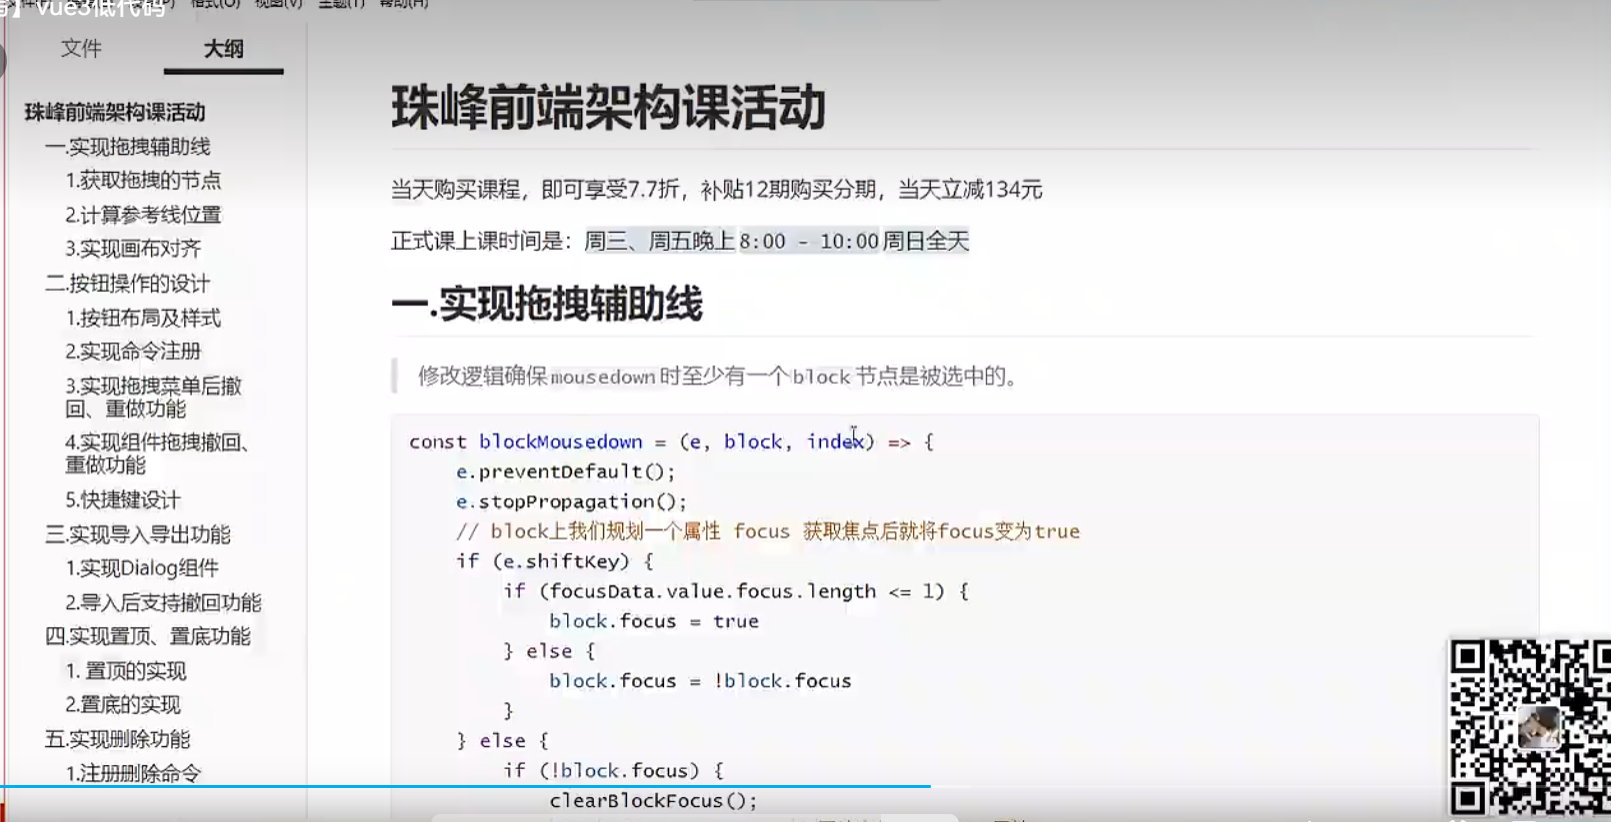 】vue3低代码
格式(O) 视图(V) 主题(T) 帮助(H)
文件 大纲
珠峰前端架构课活动
一.实现拖拽辅助线
1.获取拖拽的节点
2.计算参考线位置
3.实现画布对齐
二.按钮操作的设计
1.按钮布局及样式
2.实现命令注册
3.实现拖拽菜单后撤
回、重做功能
4.实现组件拖拽撤回、
重做功能
5.快捷键设计
三.实现导入导出功能
1.实现Dialog组件
2.导入后支持撤回功能
四.实现置顶、置底功能
1. 置顶的实现
2.置底的实现
五.实现删除功能
1.注册删除命令
珠峰前端架构课活动
当天购买课程，即可享受7.7折，补贴12期购买分期，当天立减134元
正式课上课时间是：周三、周五晚上8:00 - 10:00周日全天
一.实现拖拽辅助线
修改逻辑确保mousedown时至少有一个block节点是被选中的。
const blockMousedown = (e, block, index) => {
e.preventDefault();
e.stopPropagation();
// block上我们规划一个属性 focus 获取焦点后就将focus变为true
if (e.shiftKey) {
if (focusData.value.focus.length <= 1) {
block.focus = true
} else {
block.focus = !block.focus
}
} else {
if (!block.focus) {
clearBlockFocus();